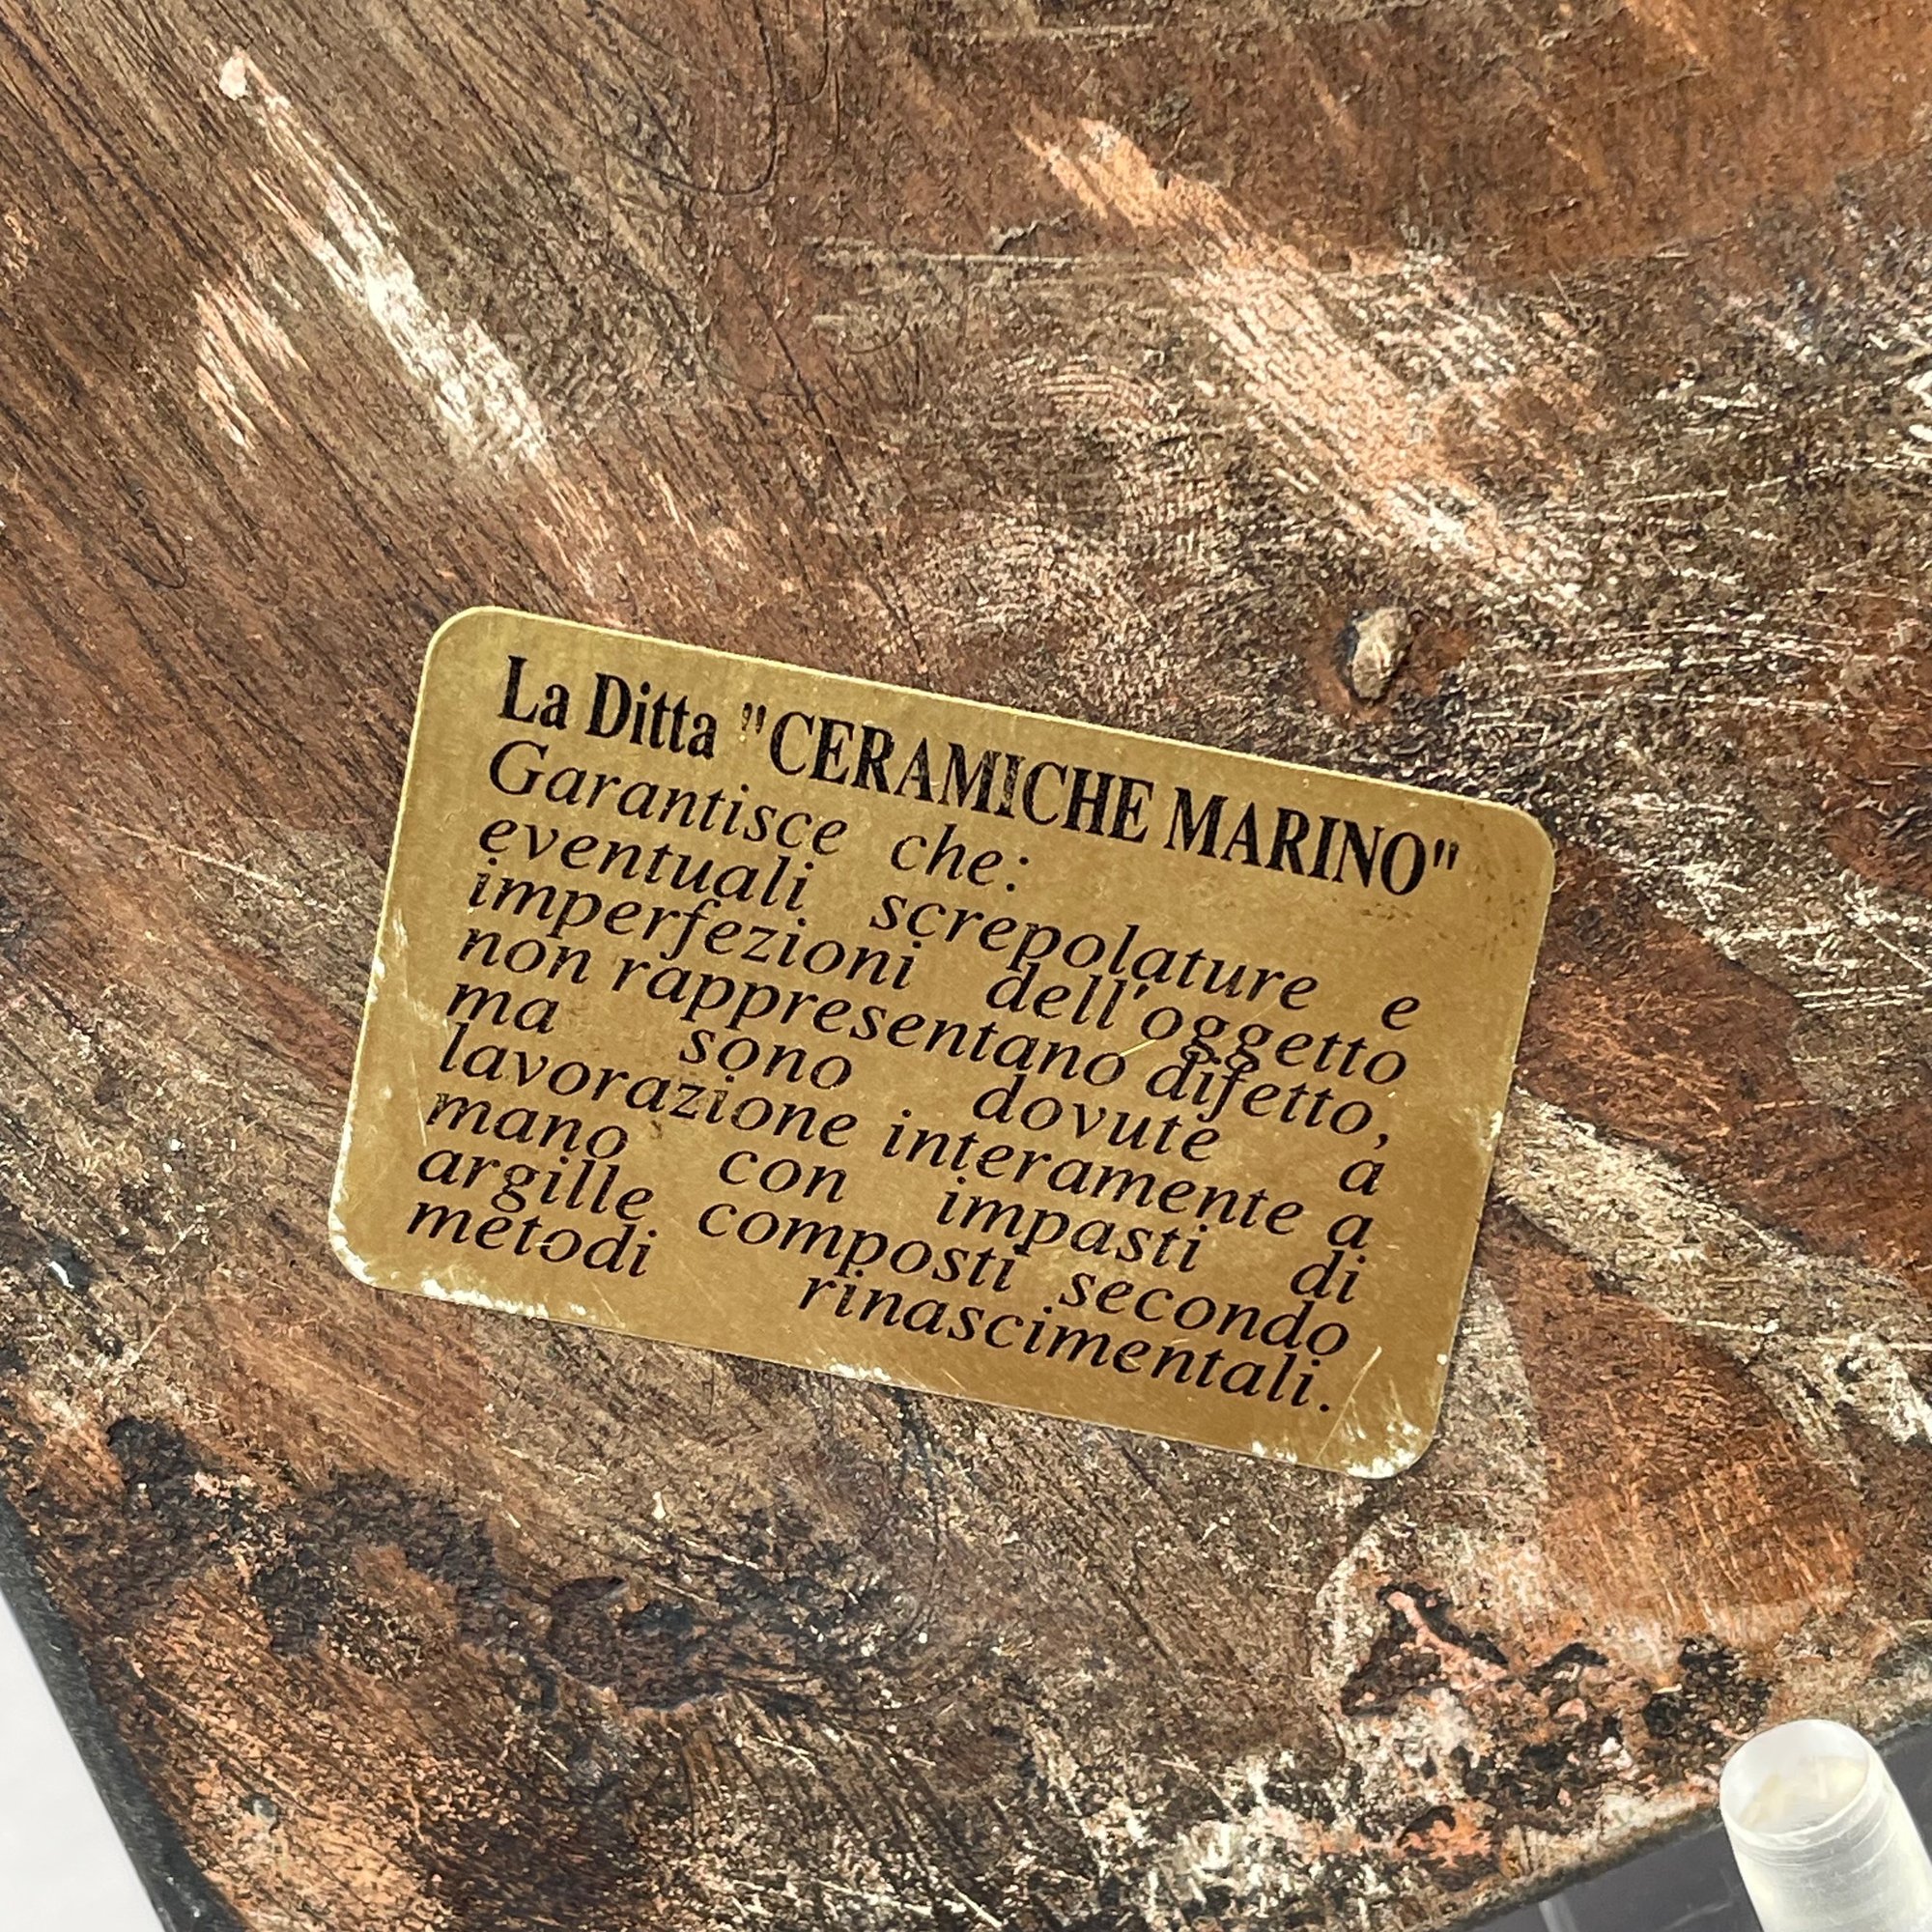 La Ditta "CERAMICHE MARINO"
Garantisce che:
eventuali screpolature e
imperfezioni dell'oggetto
non rappresentano difetto,
ma sono dovute a
lavorazione interamente a
mano con impasti di
argille composti secondo
metodi rinascimentali.